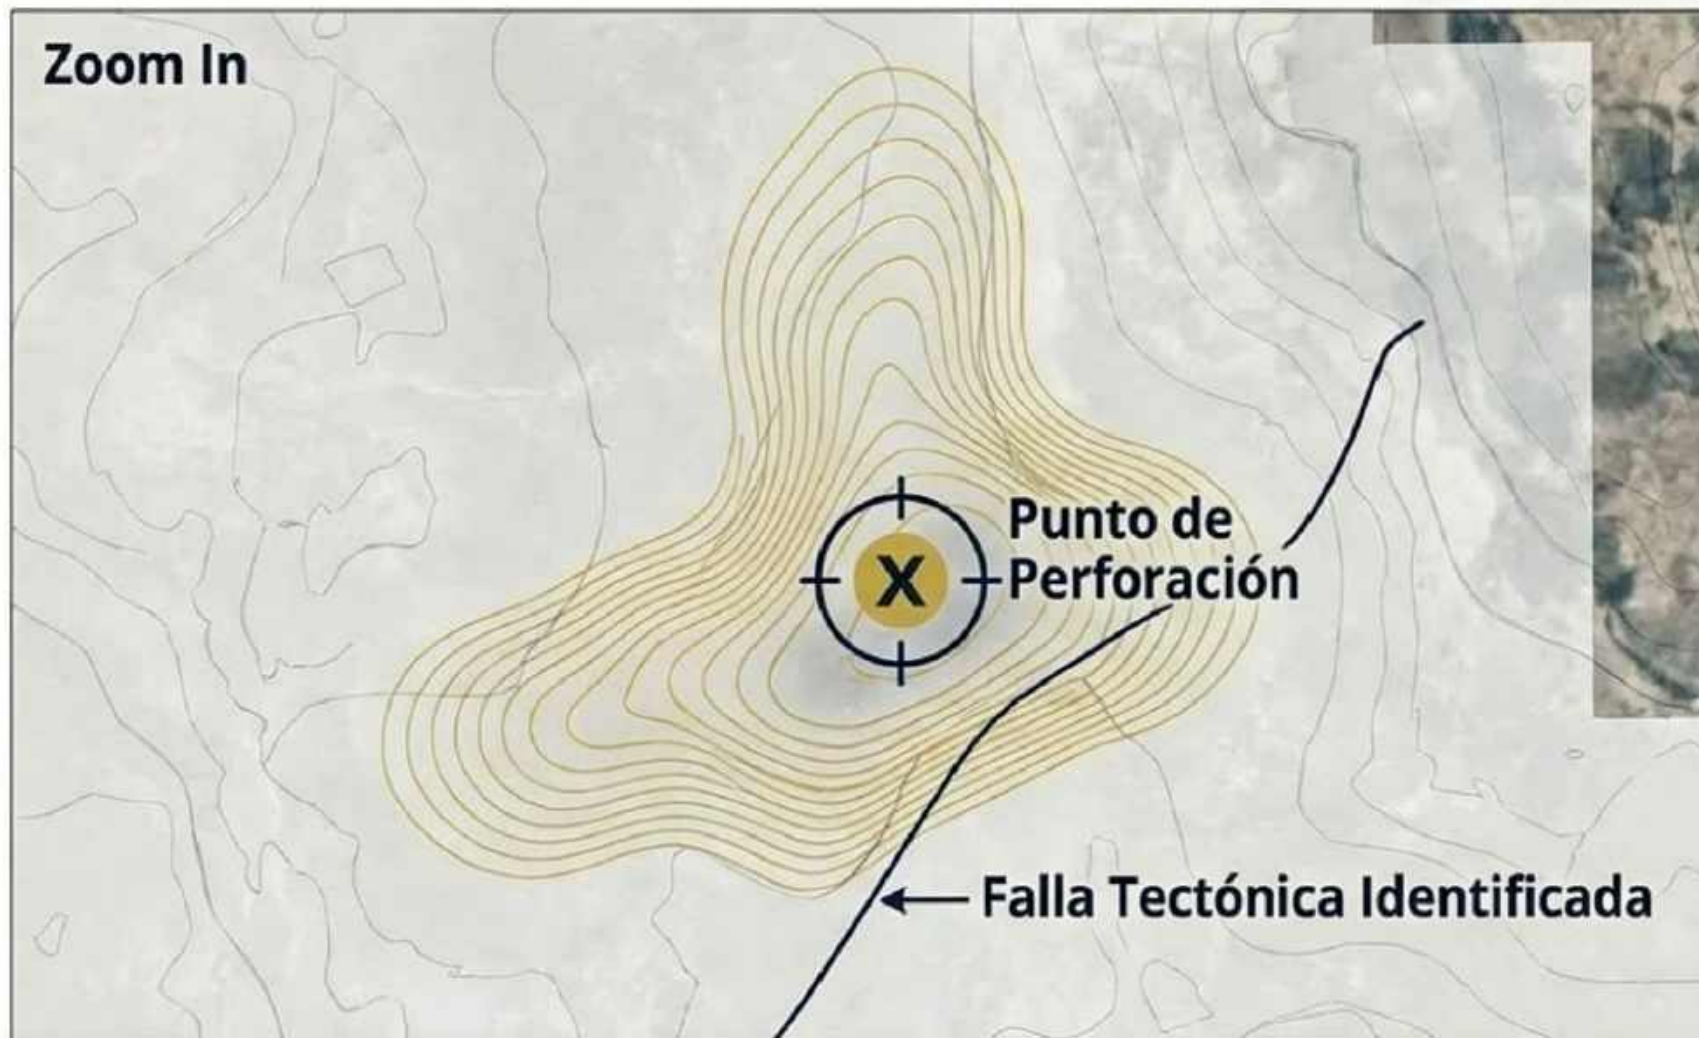 Zoom In
Punto de
X
Perforación
Falla Tectónica Identificada